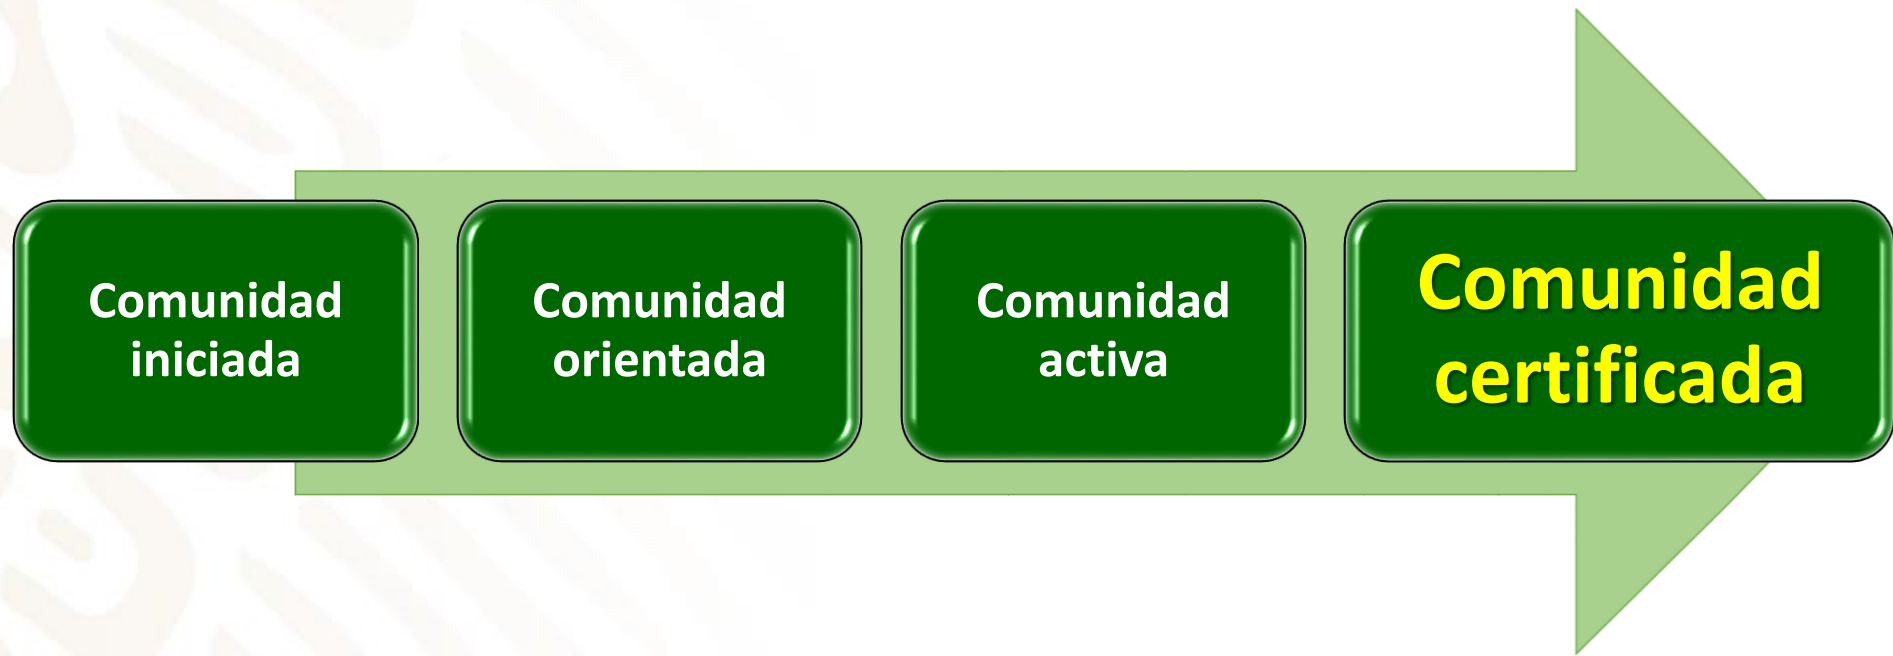 Comunidad
iniciada
Comunidad
orientada
Comunidad
activa
Comunidad
certificada